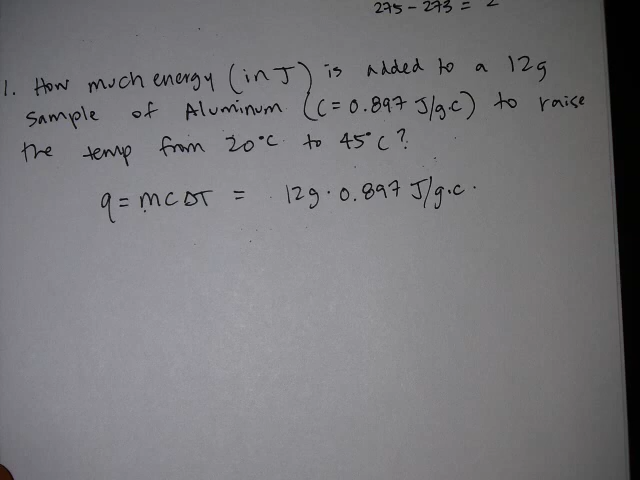 275 - 273 = 2
1. How much energy (in J) is added to a 12g
sample of Aluminum (C = 0.897 J/g.c) to raise
the temp from 20°C to 45°C?
q = mCΔT = 12g · 0.897 J/g.c.